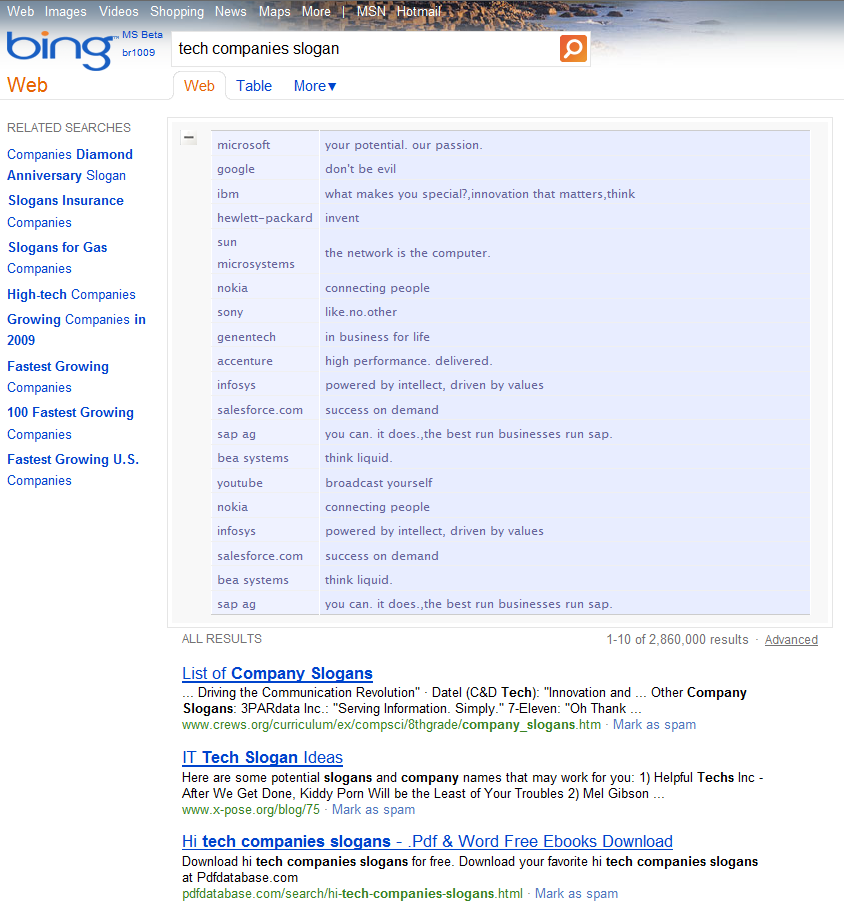 Web Images Videos Shopping News Maps More | MSN Hotmail
bing™ MS Beta
br1009
tech companies slogan
Web
Web Table More▼
RELATED SEARCHES
Companies Diamond
Anniversary Slogan
Slogans Insurance
Companies
Slogans for Gas
Companies
High-tech Companies
Growing Companies in
2009
Fastest Growing
Companies
100 Fastest Growing
Companies
Fastest Growing U.S.
Companies
microsoft your potential. our passion.
google don't be evil
ibm what makes you special?,innovation that matters,think
hewlett-packard invent
sun
microsystems the network is the computer.
nokia connecting people
sony like.no.other
genentech in business for life
accenture high performance. delivered.
infosys powered by intellect, driven by values
salesforce.com success on demand
sap ag you can. it does.,the best run businesses run sap.
bea systems think liquid.
youtube broadcast yourself
nokia connecting people
infosys powered by intellect, driven by values
salesforce.com success on demand
bea systems think liquid.
sap ag you can. it does.,the best run businesses run sap.
ALL RESULTS 1-10 of 2,860,000 results · Advanced
List of Company Slogans
... Driving the Communication Revolution" · Datel (C&D Tech): "Innovation and ... Other Company
Slogans: 3PARdata Inc.: "Serving Information. Simply." 7-Eleven: "Oh Thank ...
www.crews.org/curriculum/ex/compsci/8thgrade/company_slogans.htm · Mark as spam
IT Tech Slogan Ideas
Here are some potential slogans and company names that may work for you: 1) Helpful Techs Inc -
After We Get Done, Kiddy Porn Will be the Least of Your Troubles 2) Mel Gibson ...
www.x-pose.org/blog/75 · Mark as spam
Hi tech companies slogans - .Pdf & Word Free Ebooks Download
Download hi tech companies slogans for free. Download your favorite hi tech companies slogans
at Pdfdatabase.com
pdfdatabase.com/search/hi-tech-companies-slogans.html · Mark as spam